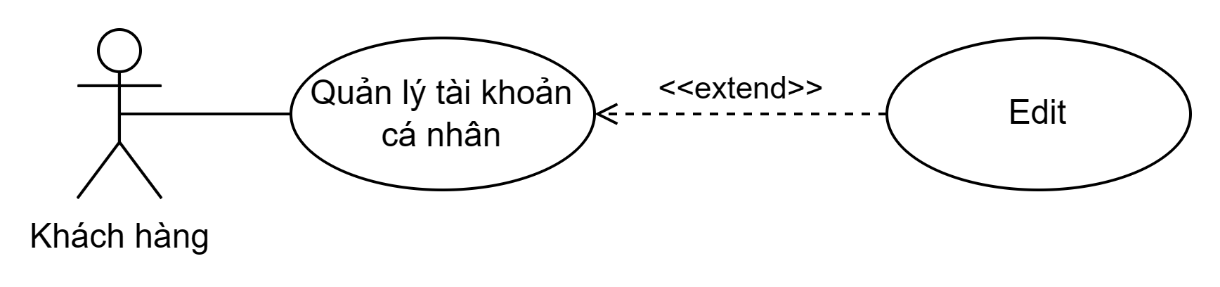 Quản lý tài khoản
cá nhân
<<extend>>
Edit
Khách hàng